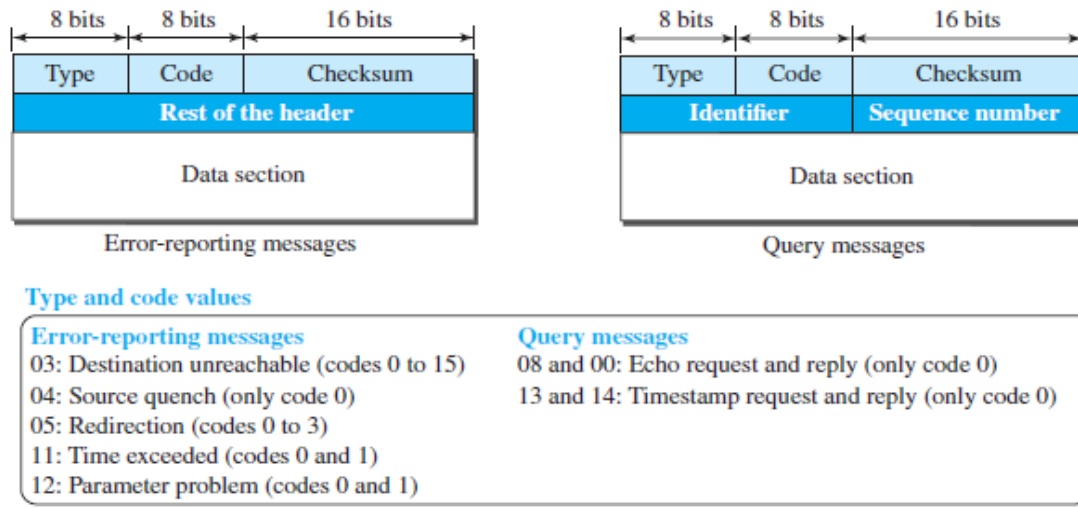 8 bits 8 bits 16 bits
Type Code Checksum
Rest of the header
Data section
Error-reporting messages
8 bits 8 bits 16 bits
Type Code Checksum
Identifier Sequence number
Data section
Query messages
Type and code values
Error-reporting messages
03: Destination unreachable (codes 0 to 15)
04: Source quench (only code 0)
05: Redirection (codes 0 to 3)
11: Time exceeded (codes 0 and 1)
12: Parameter problem (codes 0 and 1)
Query messages
08 and 00: Echo request and reply (only code 0)
13 and 14: Timestamp request and reply (only code 0)